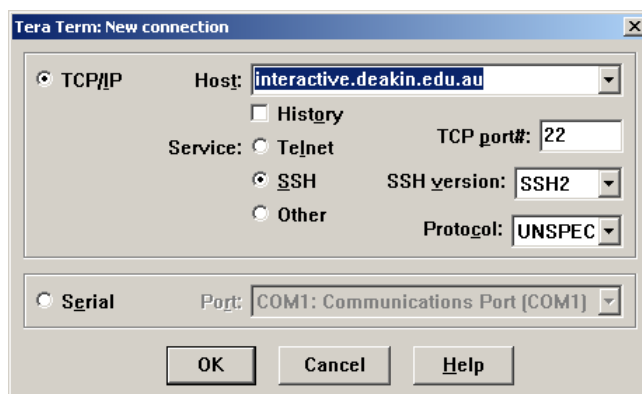 Tera Term: New connection
TCP/IP
Host: interactive.deakin.edu.au
History
Service: Telnet
TCP port#: 22
SSH
SSH version: SSH2
Other
Protocol: UNSPEC
Serial
Port: COM1: Communications Port (COM1)
OK Cancel Help